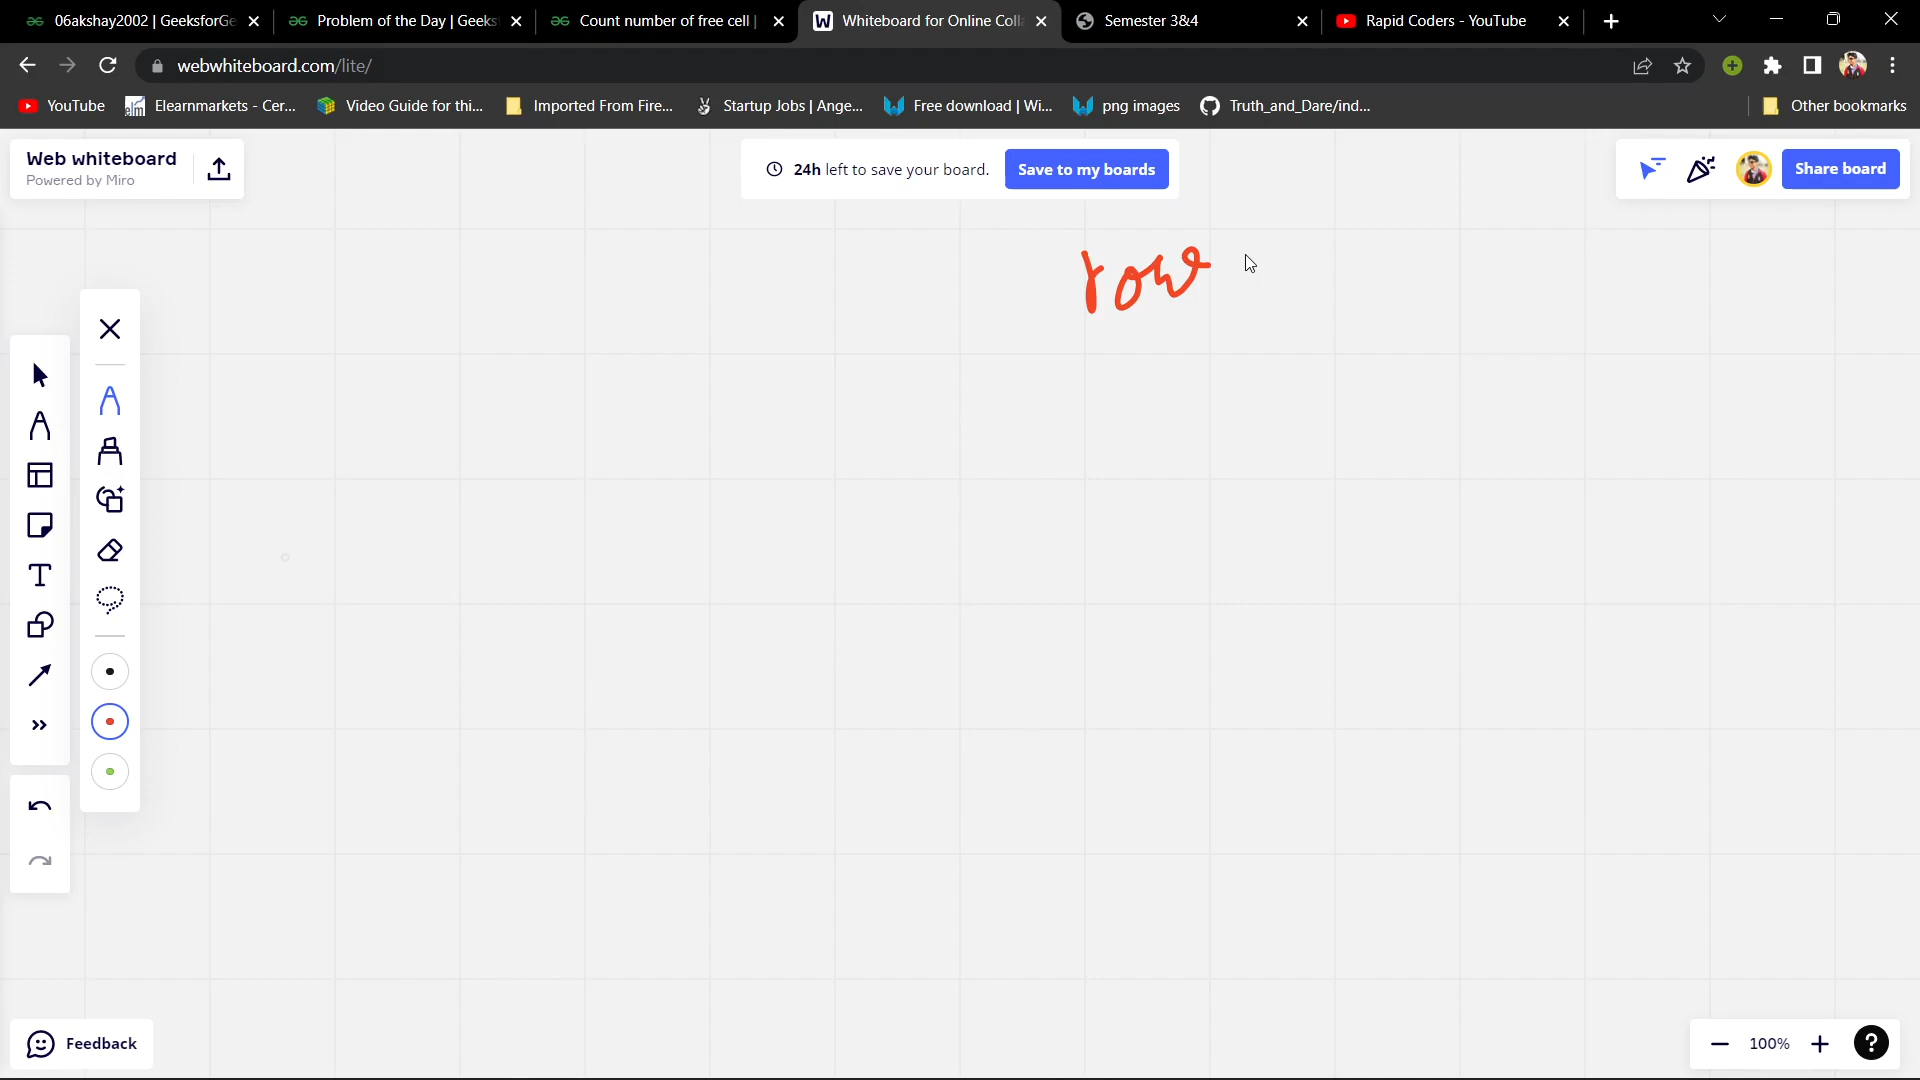 06akshay2002 | GeeksforGe
Problem of the Day | Geeks
Count number of free cell |
Whiteboard for Online Colla
Semester 3&4
Rapid Coders - YouTube
webwhiteboard.com/lite/
YouTube
Elearnmarkets - Cer...
Video Guide for thi...
Imported From Fire...
Startup Jobs | Ange...
Free download | Wi...
png images
Truth_and_Dare/ind...
Other bookmarks
Web whiteboard
Powered by Miro
24h left to save your board.
Save to my boards
Share board
row
Feedback
100%